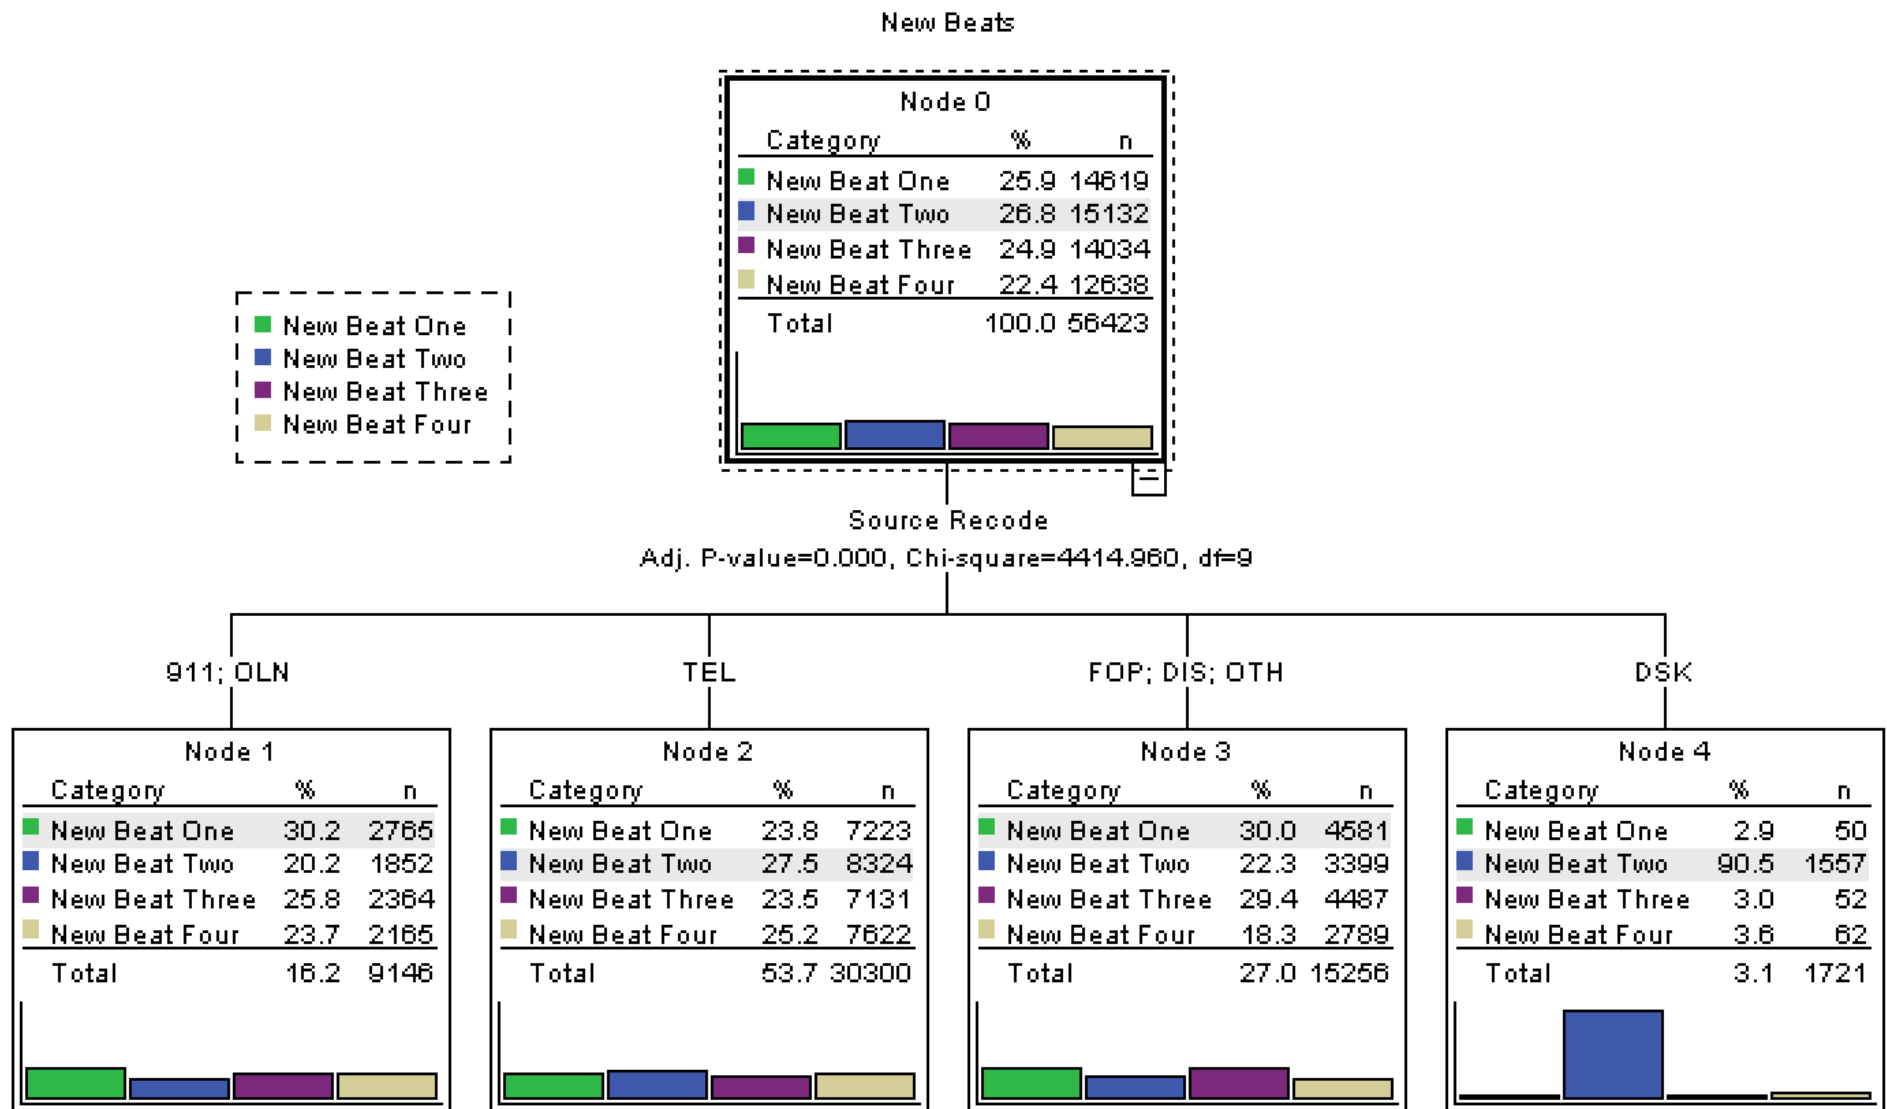 New Beats
Node 0
Category % n
New Beat One 25.9 14619
New Beat Two 26.8 15132
New Beat Three 24.9 14034
New Beat Four 22.4 12638
Total 100.0 56423
New Beat One
New Beat Two
New Beat Three
New Beat Four
Source Recode
Adj. P-value=0.000, Chi-square=4414.960, df=9
911; OLN
TEL
FOP; DIS; OTH
DSK
Node 1
Category % n
New Beat One 30.2 2765
New Beat Two 20.2 1852
New Beat Three 25.8 2364
New Beat Four 23.7 2165
Total 16.2 9146
Node 2
Category % n
New Beat One 23.8 7223
New Beat Two 27.5 8324
New Beat Three 23.5 7131
New Beat Four 25.2 7622
Total 53.7 30300
Node 3
Category % n
New Beat One 30.0 4581
New Beat Two 22.3 3399
New Beat Three 29.4 4487
New Beat Four 18.3 2789
Total 27.0 15256
Node 4
Category % n
New Beat One 2.9 50
New Beat Two 90.5 1557
New Beat Three 3.0 52
New Beat Four 3.6 62
Total 3.1 1721